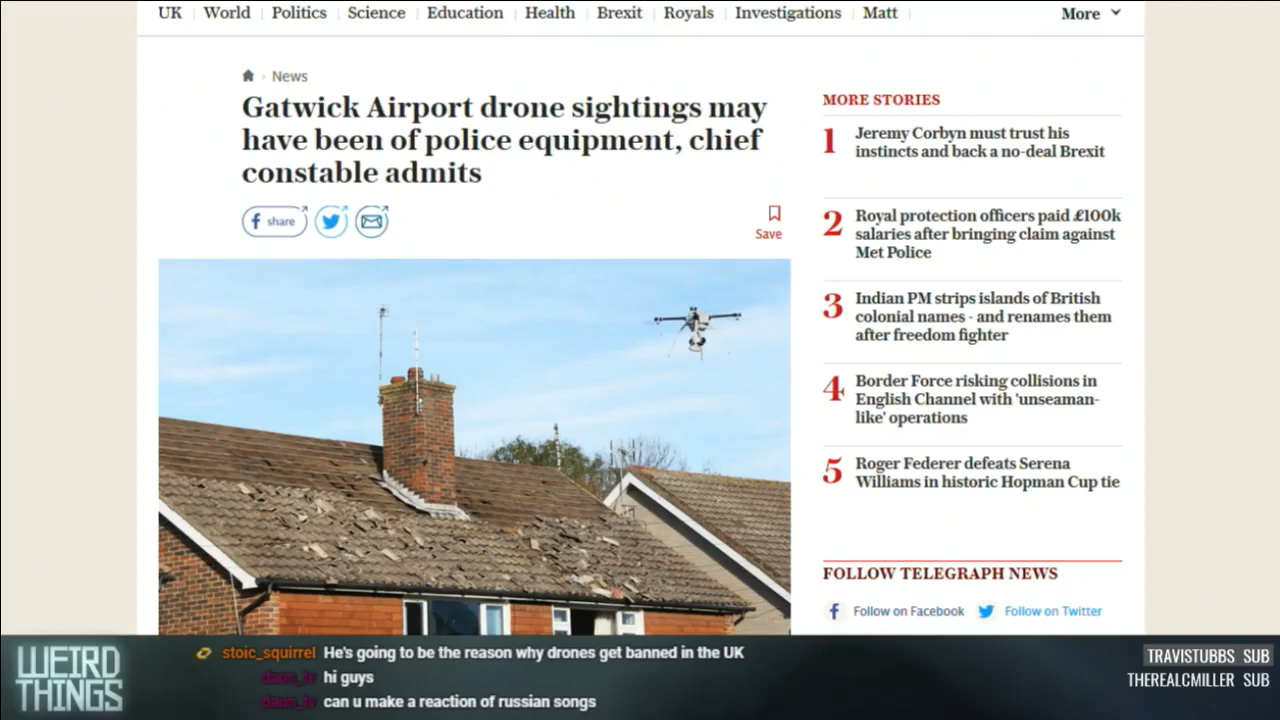 UK World Politics Science Education Health Brexit Royals Investigations Matt More
News
Gatwick Airport drone sightings may
have been of police equipment, chief
constable admits
share
Save
MORE STORIES
1 Jeremy Corbyn must trust his
instincts and back a no-deal Brexit
2 Royal protection officers paid £100k
salaries after bringing claim against
Met Police
3 Indian PM strips islands of British
colonial names - and renames them
after freedom fighter
4 Border Force risking collisions in
English Channel with 'unseaman-
like' operations
5 Roger Federer defeats Serena
Williams in historic Hopman Cup tie
FOLLOW TELEGRAPH NEWS
Follow on Facebook Follow on Twitter
WEIRD
THINGS
stoic_squirrel He's going to be the reason why drones get banned in the UK
daun_tv hi guys
daun_tv can u make a reaction of russian songs
TRAVISTUBBS SUB
THEREALCMILLER SUB